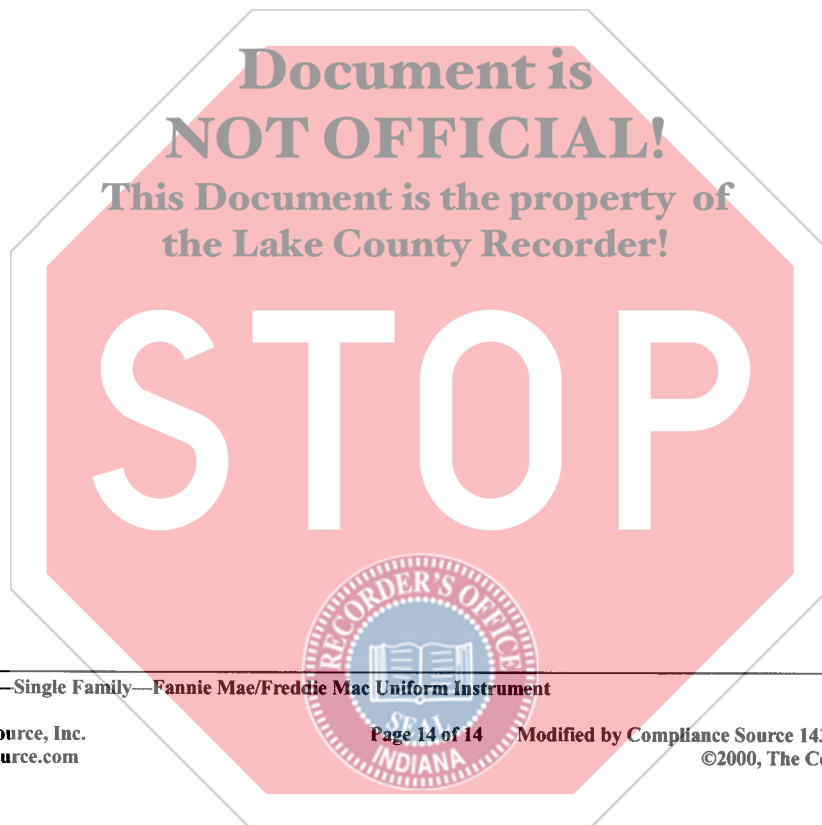 Document is
NOT OFFICIAL!
This Document is the property of
the Lake County Recorder!
STOP
RECORDER'S OFFICE
SEAL
INDIANA
—Single Family—Fannie Mae/Freddie Mac Uniform Instrument
ource, Inc.
Page 14 of 14 Modified by Compliance Source 143
urce.com
©2000, The Co